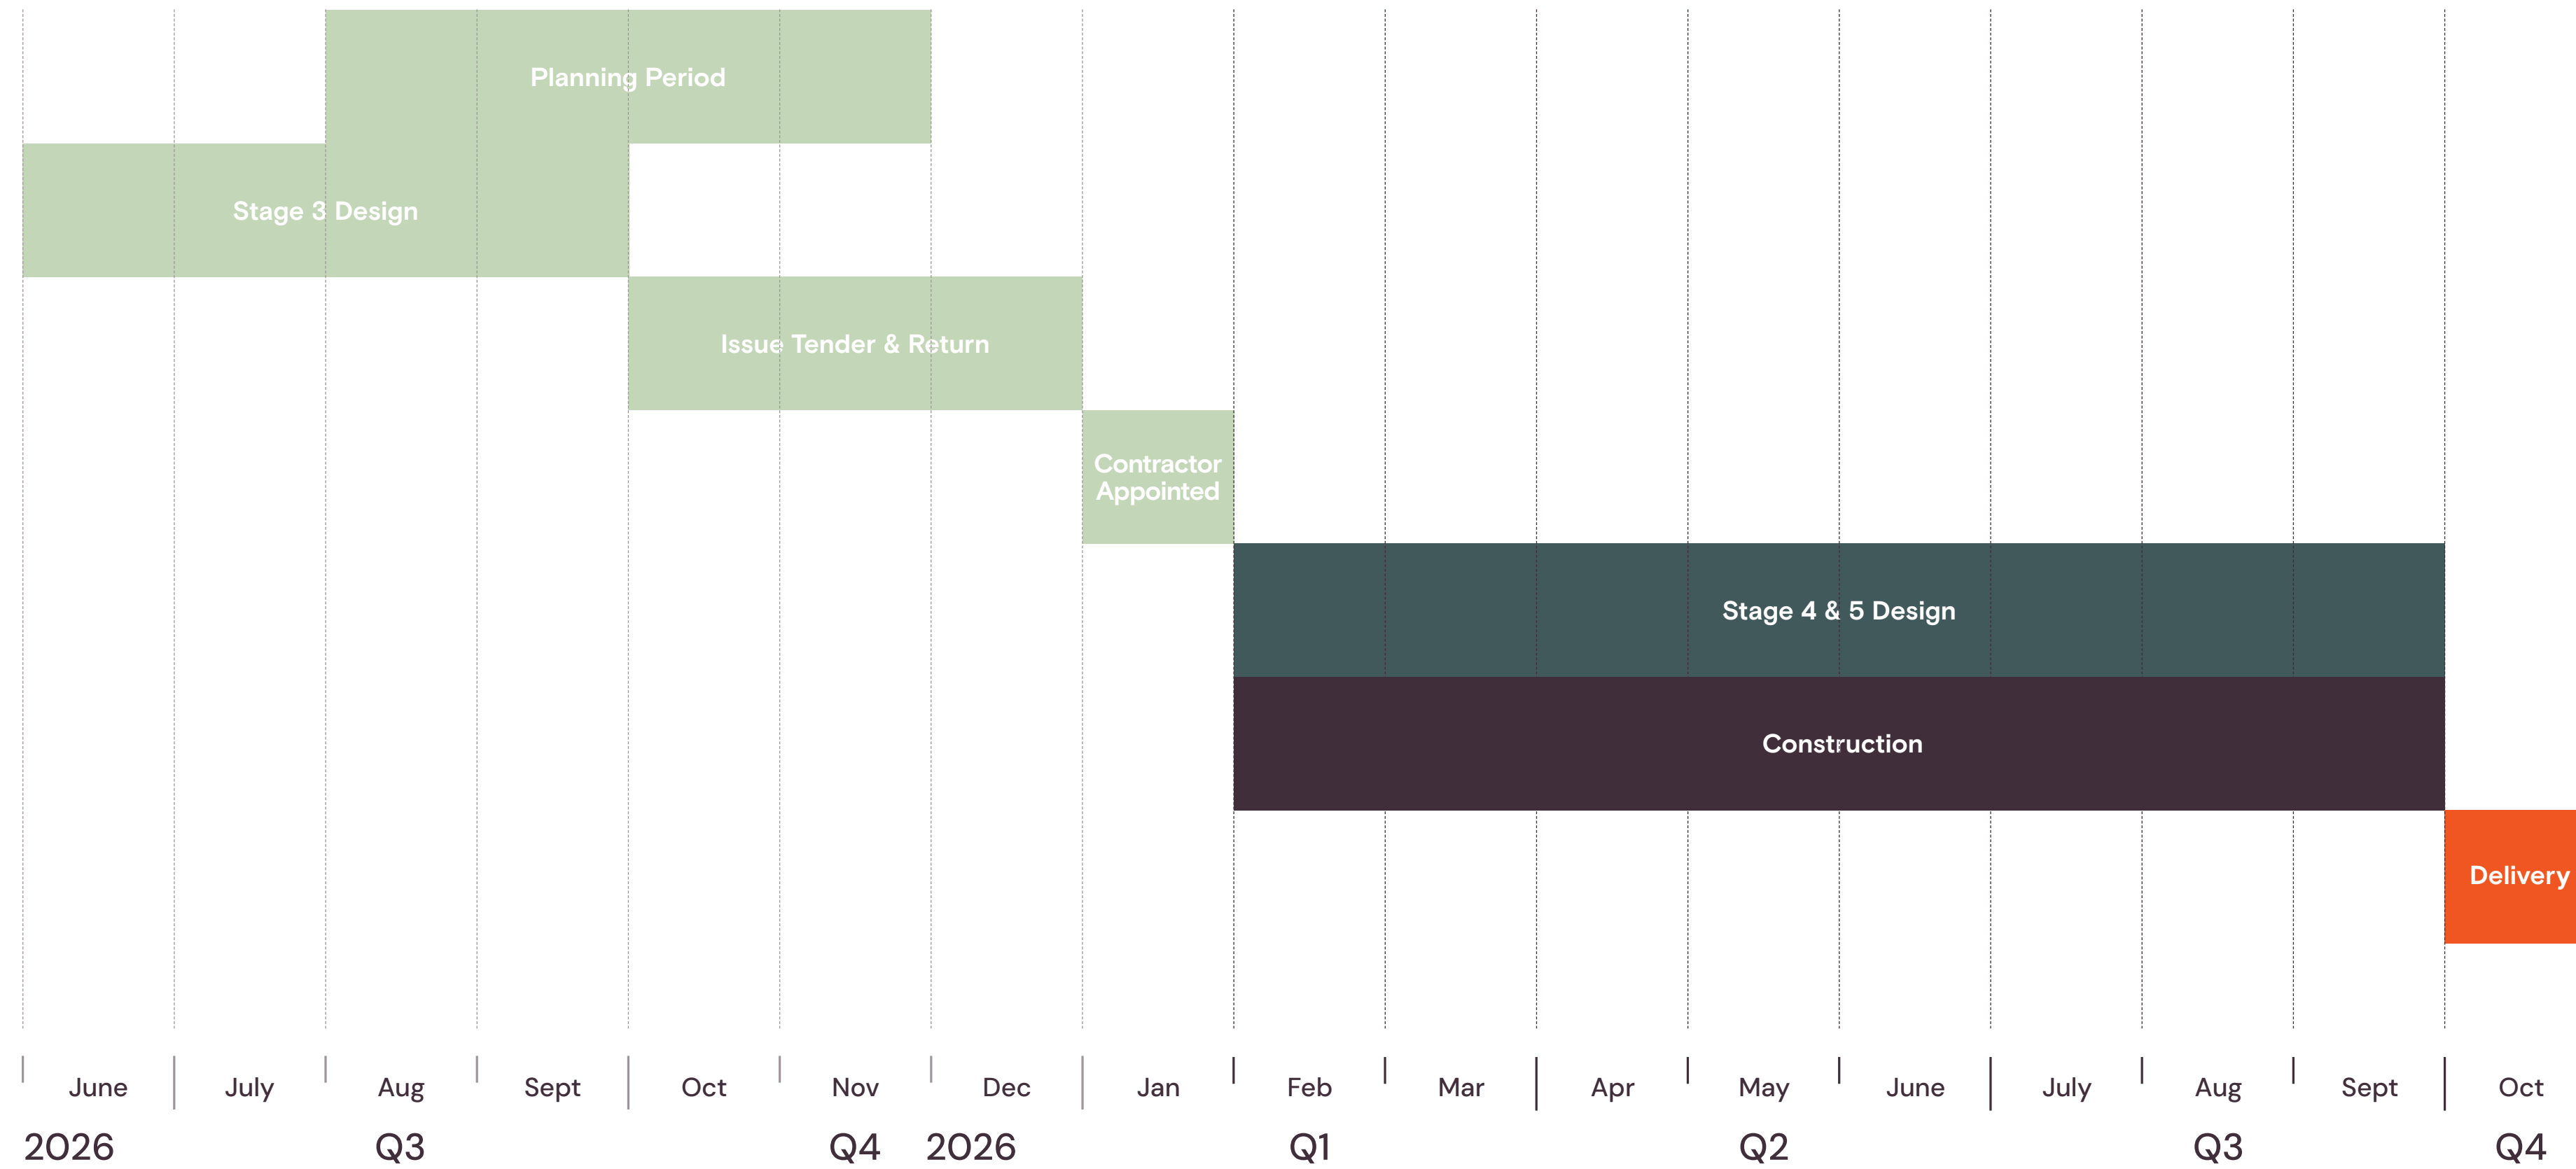 Planning Period
Stage 3 Design
Issue Tender & Return
Contractor
Appointed
Stage 4 & 5 Design
Construction
Delivery
June July Aug Sept Oct Nov Dec Jan Feb Mar Apr May June July Aug Sept Oct
2026 Q3 Q4 2026 Q1 Q2 Q3 Q4